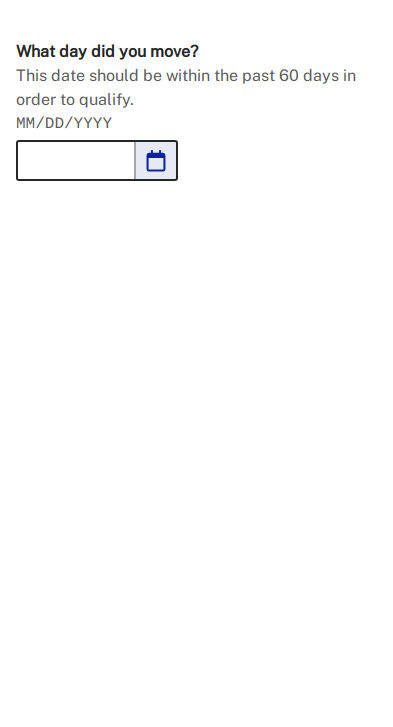 What day did you move?
This date should be within the past 60 days in
order to qualify.
MM/DD/YYYY